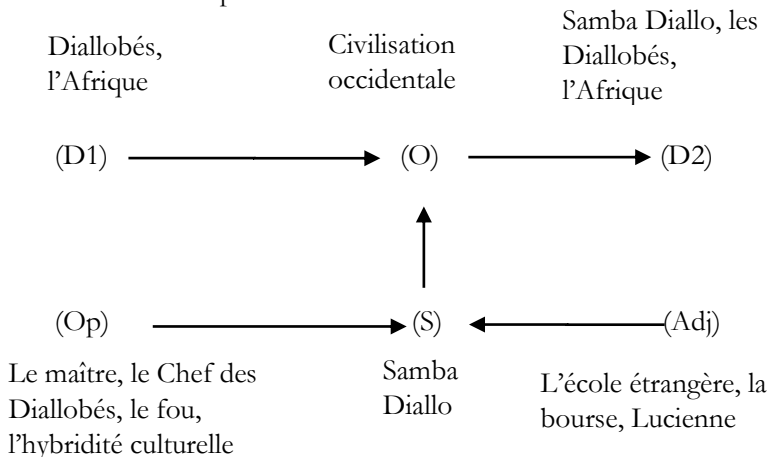 Diallobés,
l’Afrique
Civilisation
occidentale
Samba Diallo, les
Diallobés,
l’Afrique
(D1)
(O)
(D2)
(Op)
(S)
(Adj)
Le maître, le Chef des
Diallobés, le fou,
l’hybridité culturelle
Samba
Diallo
L’école étrangère, la
bourse, Lucienne